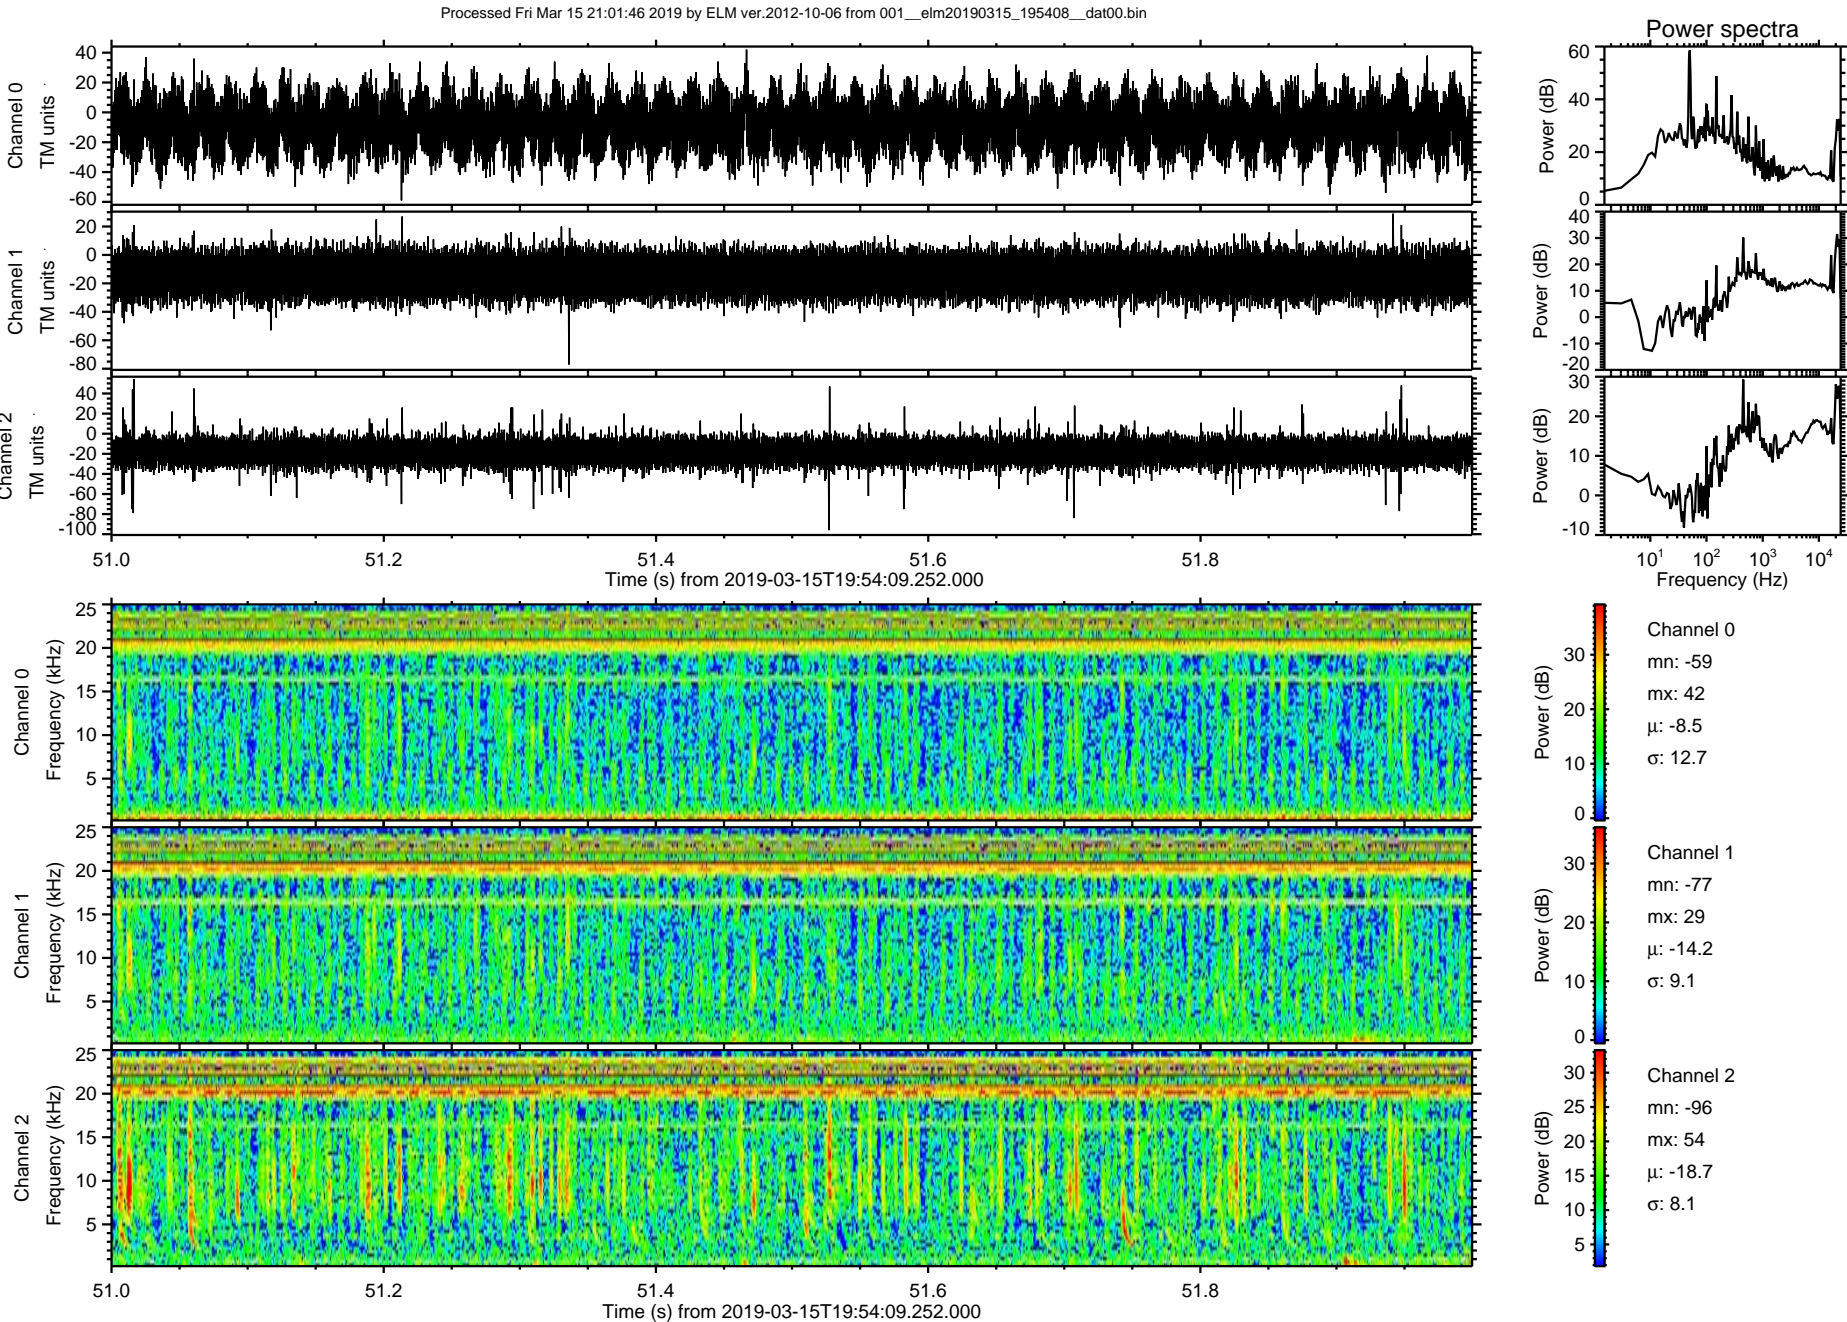 Processed Fri Mar 15 21:01:46 2019 by ELM ver.2012-10-06 from 001__elm20190315_195408__dat00.bin
Power spectra
Channel 0
TM units
40
20
0
-20
-40
-60
Power (dB)
60
40
20
0
Channel 1
TM units
20
0
-20
-40
-60
-80
Power (dB)
40
30
20
10
0
-10
-20
Channel 2
TM units
40
20
0
-20
-40
-60
-80
-100
Power (dB)
30
20
10
0
-10
51.0 51.2 51.4 51.6 51.8
Time (s) from 2019-03-15T19:54:09.252.000
10^1 10^2 10^3 10^4
Frequency (Hz)
Channel 0
Frequency (kHz)
25
20
15
10
5
Power (dB)
30
20
10
0
Channel 0
mn: -59
mx: 42
μ: -8.5
σ: 12.7
Channel 1
Frequency (kHz)
25
20
15
10
5
Power (dB)
30
20
10
0
Channel 1
mn: -77
mx: 29
μ: -14.2
σ: 9.1
Channel 2
Frequency (kHz)
25
20
15
10
5
Power (dB)
30
25
20
15
10
5
Channel 2
mn: -96
mx: 54
μ: -18.7
σ: 8.1
51.0 51.2 51.4 51.6 51.8
Time (s) from 2019-03-15T19:54:09.252.000